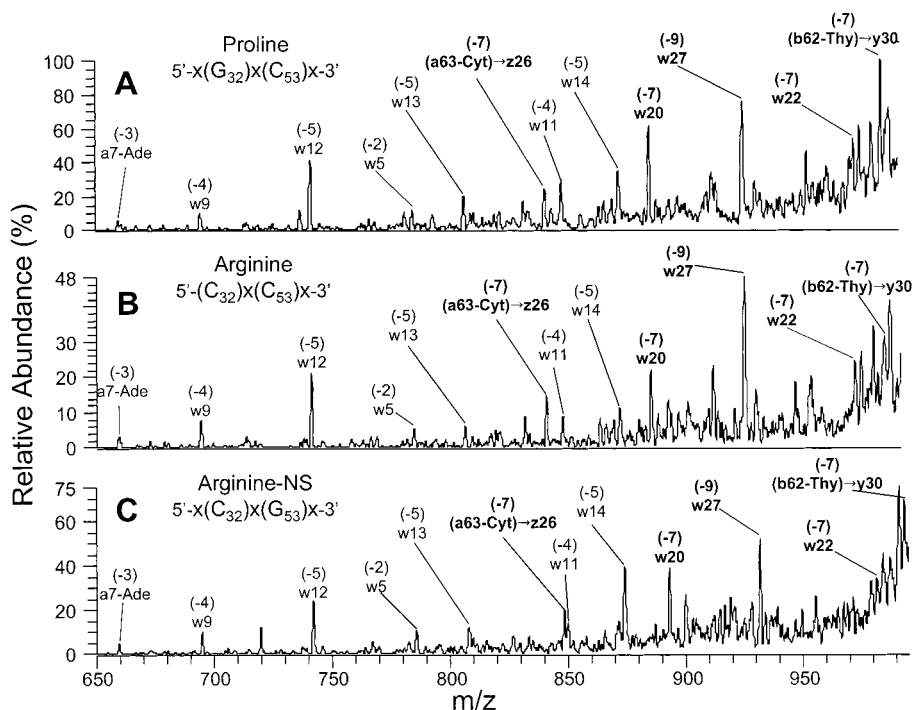 A
Proline
5'-x(G32)x(C53)x-3'
(-3)
a7-Ade
(-4)
w9
(-5)
w12
(-2)
w5
(-5)
w13
(-7)
(a63-Cyt)→z26
(-4)
w11
(-5)
w14
(-7)
w20
(-9)
w27
(-7)
w22
(-7)
(b62-Thy)→y30
100
80
60
40
20
0
B
Arginine
5'-(C32)x(C53)x-3'
(-3)
a7-Ade
(-4)
w9
(-5)
w12
(-2)
w5
(-5)
w13
(-7)
(a63-Cyt)→z26
(-4)
w11
(-5)
w14
(-7)
w20
(-9)
w27
(-7)
w22
(-7)
(b62-Thy)→y30
48
30
20
10
0
C
Arginine-NS
5'-x(C32)x(G53)x-3'
(-3)
a7-Ade
(-4)
w9
(-5)
w12
(-2)
w5
(-5)
w13
(-7)
(a63-Cyt)→z26
(-4)
w11
(-5)
w14
(-7)
w20
(-9)
w27
(-7)
w22
(-7)
(b62-Thy)→y30
75
60
40
20
0
Relative Abundance (%)
650 700 750 800 850 900 950
m/z